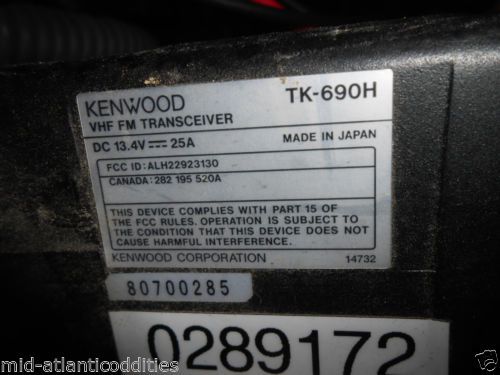 KENWOOD TK-690H
VHF FM TRANSCEIVER
DC 13.4V ⎓ 25A MADE IN JAPAN
FCC ID: ALH22923130
CANADA: 282 195 520A
THIS DEVICE COMPLIES WITH PART 15 OF
THE FCC RULES. OPERATION IS SUBJECT TO
THE CONDITION THAT THIS DEVICE DOES NOT
CAUSE HARMFUL INTERFERENCE.
KENWOOD CORPORATION 14732
80700285
0289172
mid-atlanticoddities